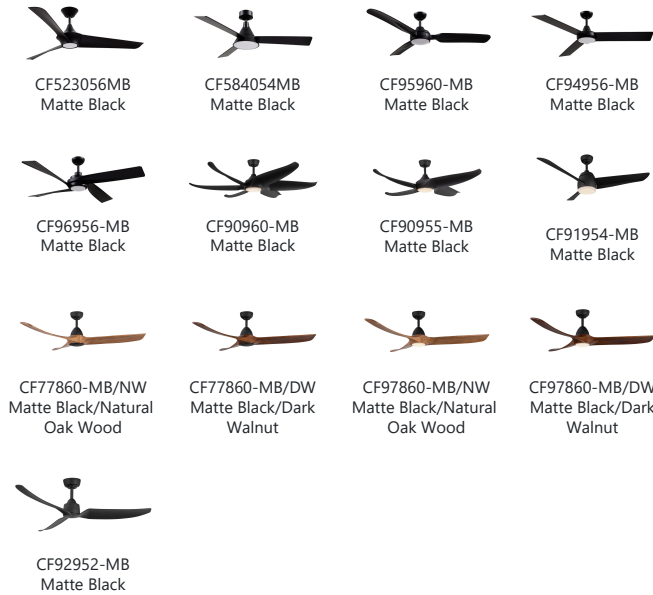 CF523056MB
Matte Black
CF584054MB
Matte Black
CF95960-MB
Matte Black
CF94956-MB
Matte Black
CF96956-MB
Matte Black
CF90960-MB
Matte Black
CF90955-MB
Matte Black
CF91954-MB
Matte Black
CF77860-MB/NW
Matte Black/Natural
Oak Wood
CF77860-MB/DW
Matte Black/Dark
Walnut
CF97860-MB/NW
Matte Black/Natural
Oak Wood
CF97860-MB/DW
Matte Black/Dark
Walnut
CF92952-MB
Matte Black